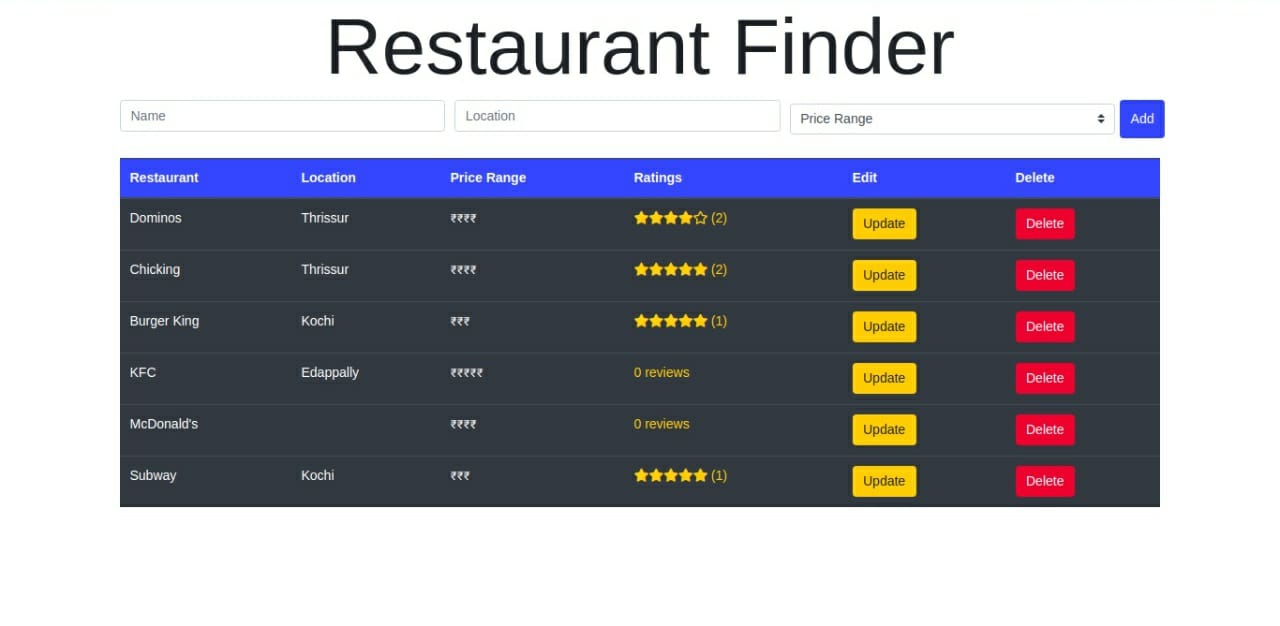 Restaurant Finder
Name Location Price Range Add
Restaurant Location Price Range Ratings Edit Delete
Dominos Thrissur ₹₹₹₹ ★★★★☆ (2) Update Delete
Chicking Thrissur ₹₹₹₹ ★★★★★ (2) Update Delete
Burger King Kochi ₹₹₹ ★★★★★ (1) Update Delete
KFC Edappally ₹₹₹₹₹ 0 reviews Update Delete
McDonald's ₹₹₹₹ 0 reviews Update Delete
Subway Kochi ₹₹₹ ★★★★★ (1) Update Delete